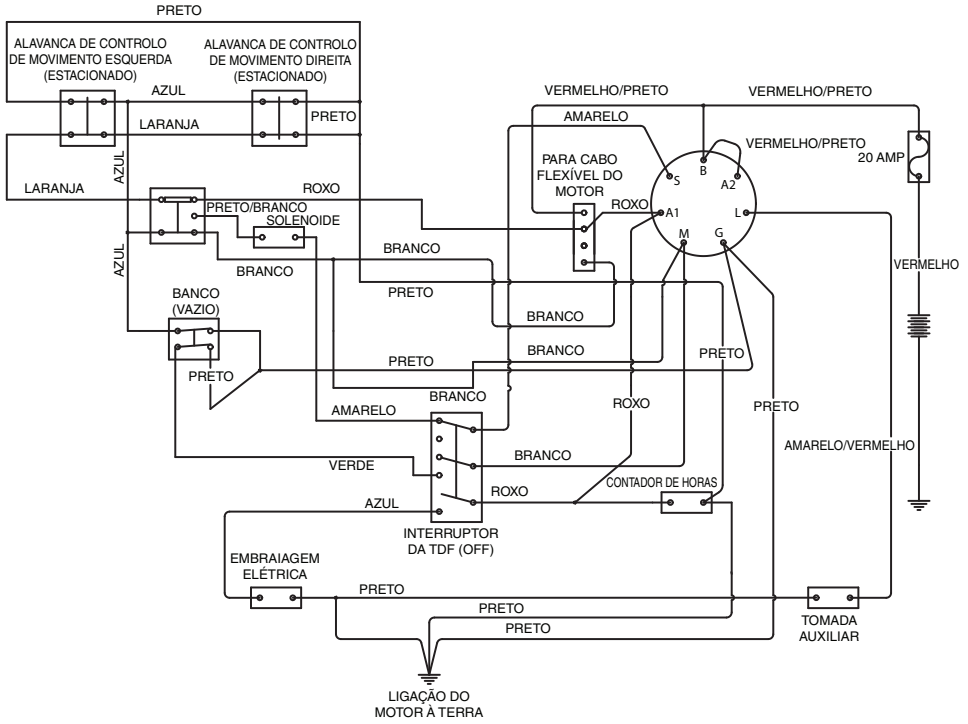 PRETO
ALAVANCA DE CONTROLO
DE MOVIMENTO ESQUERDA
(ESTACIONADO)
ALAVANCA DE CONTROLO
DE MOVIMENTO DIREITA
(ESTACIONADO)
AZUL
PRETO
LARANJA
AZUL
VERMELHO/PRETO
VERMELHO/PRETO
AMARELO
VERMELHO/PRETO
20 AMP
PARA CABO
FLEXÍVEL DO
MOTOR
B
S
A2
LARANJA
ROXO
PRETO/BRANCO
SOLENOIDE
ROXO
A1
L
M
G
BRANCO
BRANCO
AZUL
VERMELHO
PRETO
BANCO
(VAZIO)
BRANCO
BRANCO
PRETO
PRETO
PRETO
BRANCO
ROXO
PRETO
AMARELO
VERDE
BRANCO
AMARELO/VERMELHO
ROXO
CONTADOR DE HORAS
AZUL
INTERRUPTOR
DA TDF (OFF)
EMBRAIAGEM
ELÉTRICA
PRETO
PRETO
PRETO
TOMADA
AUXILIAR
LIGAÇÃO DO
MOTOR À TERRA